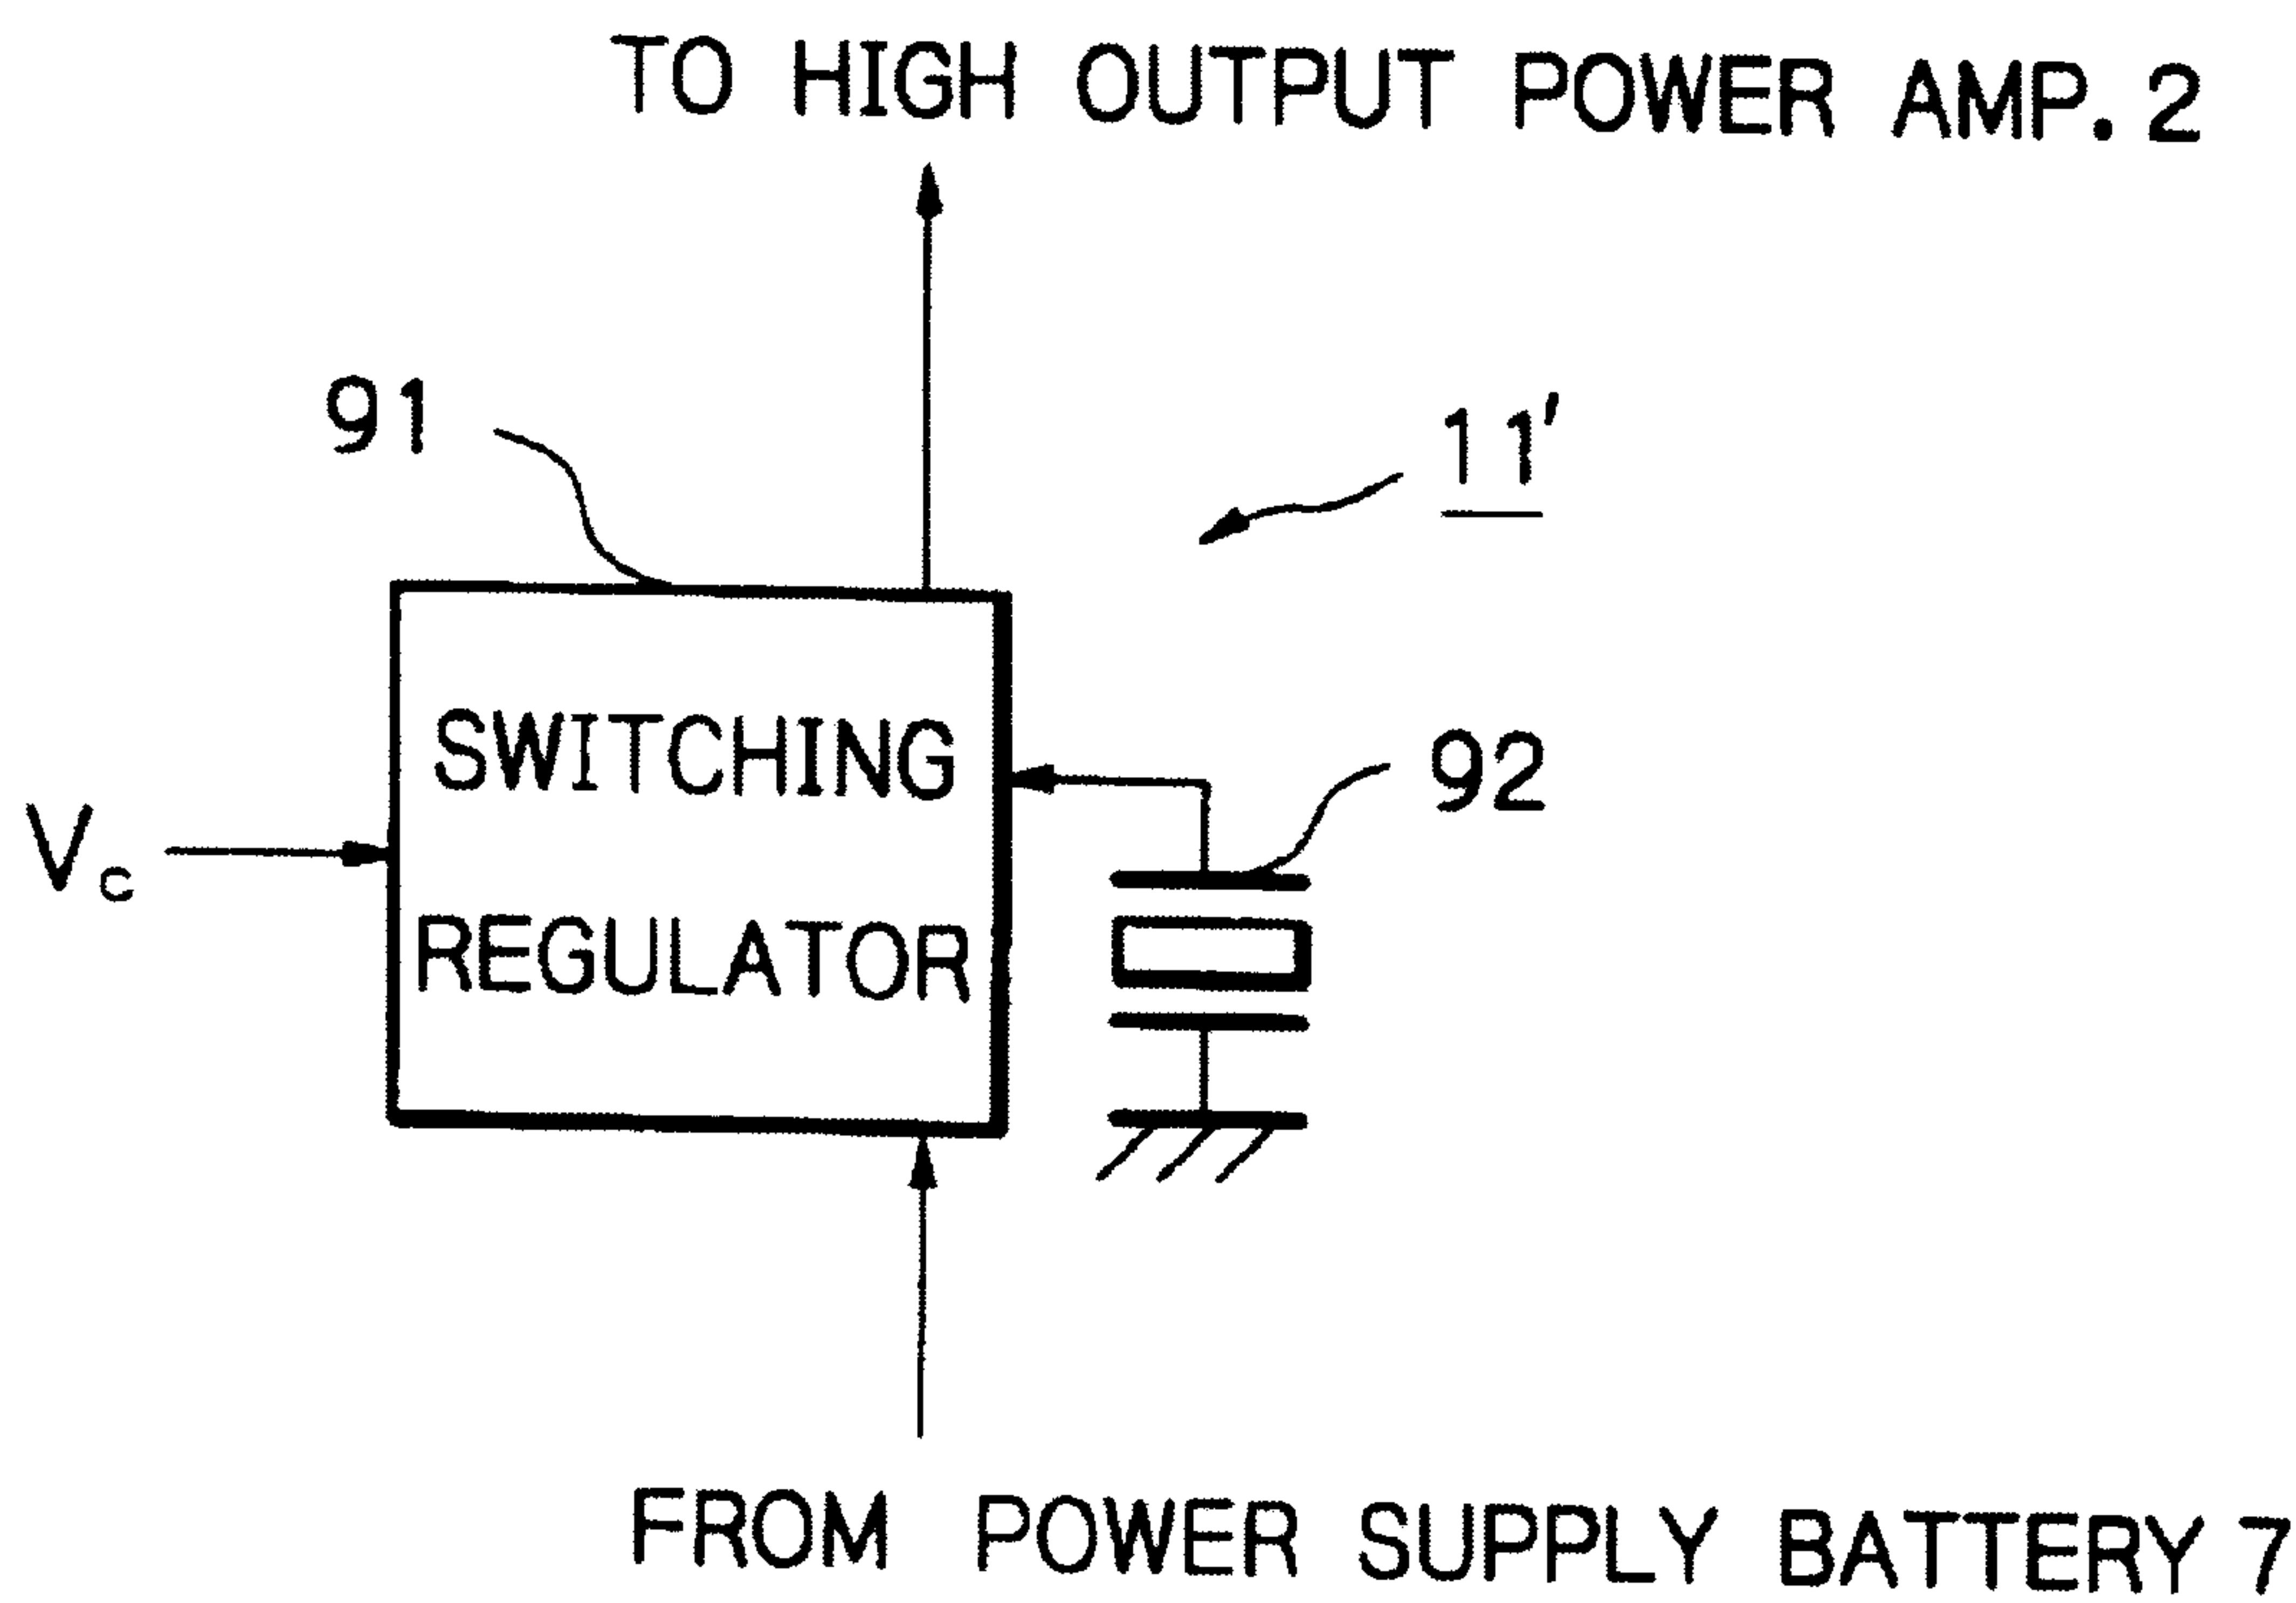 TO HIGH OUTPUT POWER AMP. 2
91
11′
SWITCHING
92
Vc
REGULATOR
FROM POWER SUPPLY BATTERY 7